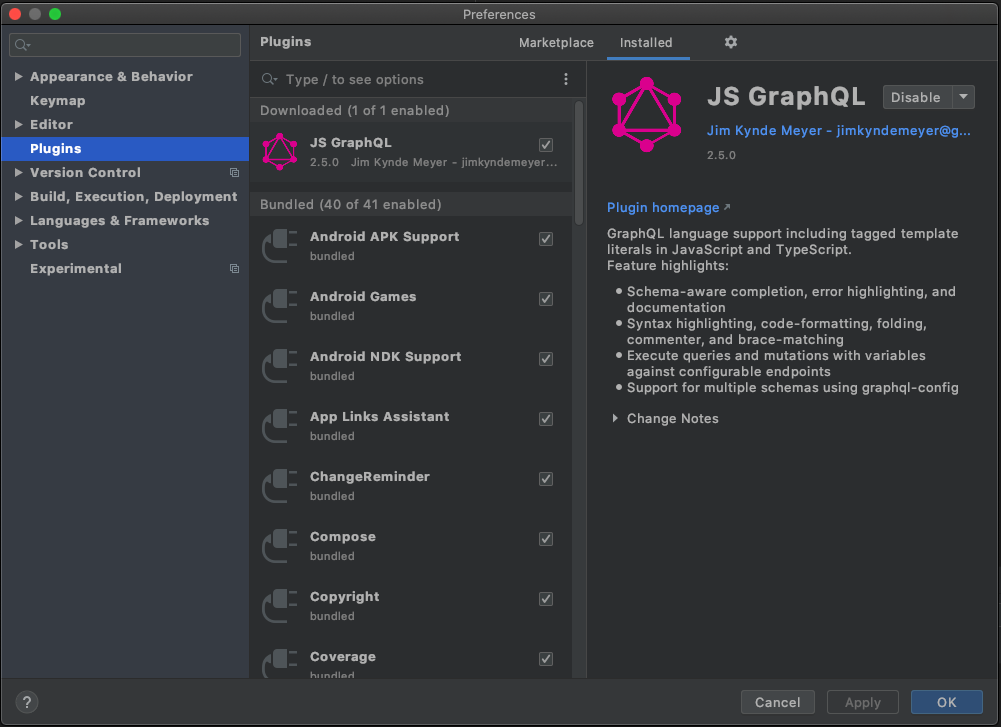 Preferences
Plugins
Marketplace
Installed
Appearance & Behavior
Keymap
Editor
Plugins
Version Control
Build, Execution, Deployment
Languages & Frameworks
Tools
Experimental
Type / to see options
Downloaded (1 of 1 enabled)
JS GraphQL
2.5.0 Jim Kynde Meyer - jimkyndemeyer...
Bundled (40 of 41 enabled)
Android APK Support
bundled
Android Games
bundled
Android NDK Support
bundled
App Links Assistant
bundled
ChangeReminder
bundled
Compose
bundled
Copyright
bundled
Coverage
bundled
JS GraphQL
Disable
Jim Kynde Meyer - jimkyndemeyer@g...
2.5.0
Plugin homepage ↗
GraphQL language support including tagged template
literals in JavaScript and TypeScript.
Feature highlights:
• Schema-aware completion, error highlighting, and
documentation
• Syntax highlighting, code-formatting, folding,
commenter, and brace-matching
• Execute queries and mutations with variables
against configurable endpoints
• Support for multiple schemas using graphql-config
Change Notes
?
Cancel
Apply
OK